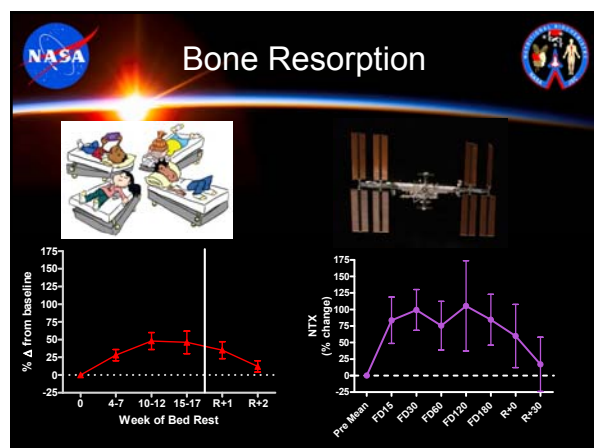 NASA
Bone Resorption
175
150
125
100
75
50
25
0
-25
% Δ from baseline
0 4-7 10-12 15-17 R+1 R+2
Week of Bed Rest
175
150
125
100
75
50
25
0
-25
NTX
(% change)
Pre Mean FD15 FD30 FD60 FD120 FD180 R+0 R+30